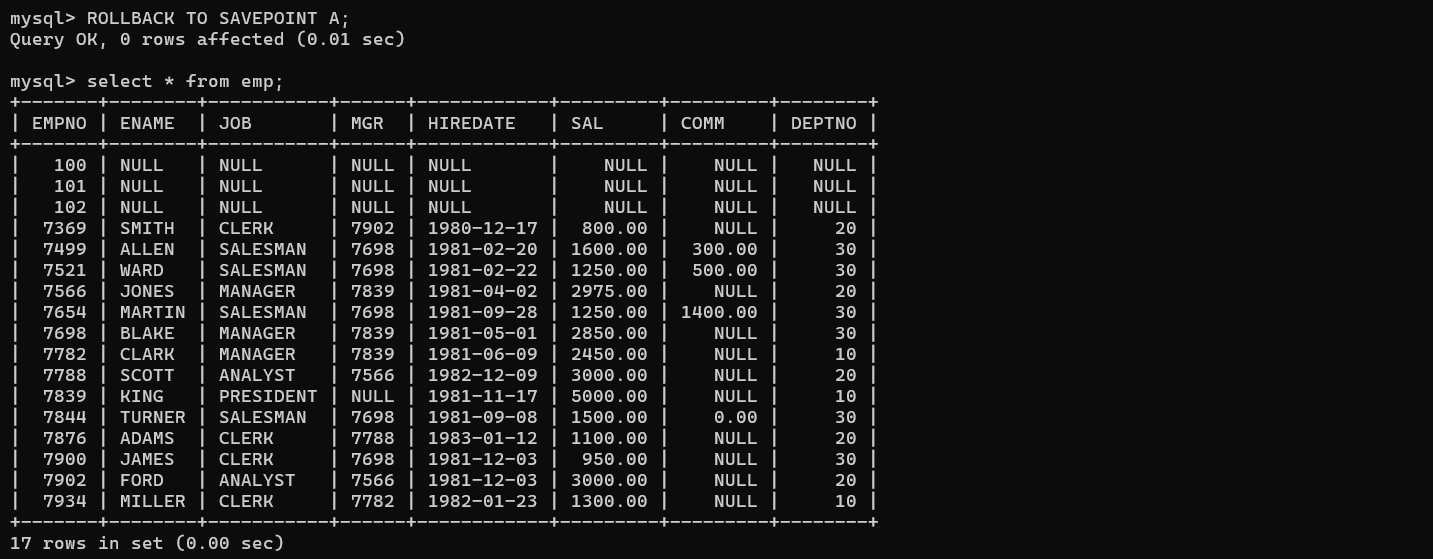 mysql> ROLLBACK TO SAVEPOINT A;
Query OK, 0 rows affected (0.01 sec)

mysql> select * from emp;
+-------+--------+-----------+------+------------+---------+---------+--------+
| EMPNO | ENAME  | JOB       | MGR  | HIREDATE   | SAL     | COMM    | DEPTNO |
+-------+--------+-----------+------+------------+---------+---------+--------+
|   100 | NULL   | NULL      | NULL | NULL       |    NULL |    NULL |   NULL |
|   101 | NULL   | NULL      | NULL | NULL       |    NULL |    NULL |   NULL |
|   102 | NULL   | NULL      | NULL | NULL       |    NULL |    NULL |   NULL |
|  7369 | SMITH  | CLERK     | 7902 | 1980-12-17 |  800.00 |    NULL |     20 |
|  7499 | ALLEN  | SALESMAN  | 7698 | 1981-02-20 | 1600.00 |  300.00 |     30 |
|  7521 | WARD   | SALESMAN  | 7698 | 1981-02-22 | 1250.00 |  500.00 |     30 |
|  7566 | JONES  | MANAGER   | 7839 | 1981-04-02 | 2975.00 |    NULL |     20 |
|  7654 | MARTIN | SALESMAN  | 7698 | 1981-09-28 | 1250.00 | 1400.00 |     30 |
|  7698 | BLAKE  | MANAGER   | 7839 | 1981-05-01 | 2850.00 |    NULL |     30 |
|  7782 | CLARK  | MANAGER   | 7839 | 1981-06-09 | 2450.00 |    NULL |     10 |
|  7788 | SCOTT  | ANALYST   | 7566 | 1982-12-09 | 3000.00 |    NULL |     20 |
|  7839 | KING   | PRESIDENT | NULL | 1981-11-17 | 5000.00 |    NULL |     10 |
|  7844 | TURNER | SALESMAN  | 7698 | 1981-09-08 | 1500.00 |    0.00 |     30 |
|  7876 | ADAMS  | CLERK     | 7788 | 1983-01-12 | 1100.00 |    NULL |     20 |
|  7900 | JAMES  | CLERK     | 7698 | 1981-12-03 |  950.00 |    NULL |     30 |
|  7902 | FORD   | ANALYST   | 7566 | 1981-12-03 | 3000.00 |    NULL |     20 |
|  7934 | MILLER | CLERK     | 7782 | 1982-01-23 | 1300.00 |    NULL |     10 |
+-------+--------+-----------+------+------------+---------+---------+--------+
17 rows in set (0.00 sec)